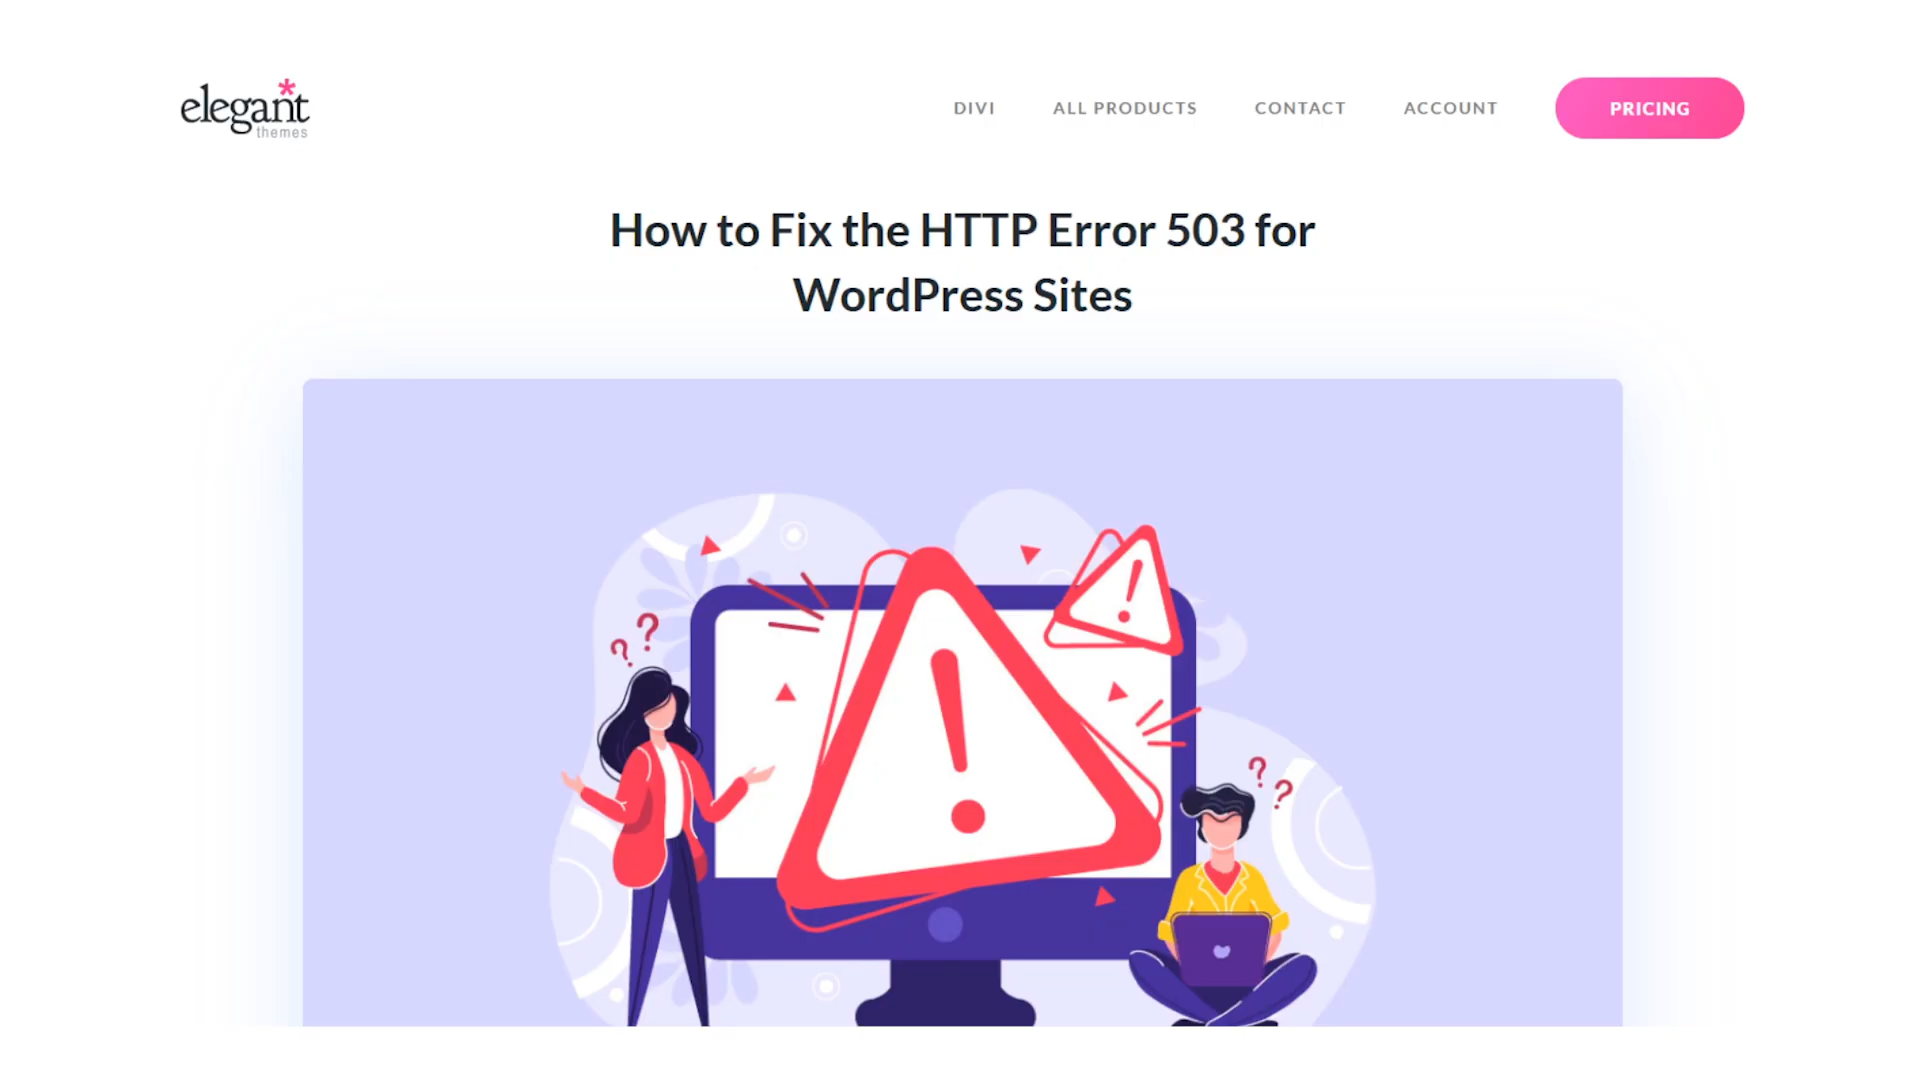 elegant
themes
DIVI
ALL PRODUCTS
CONTACT
ACCOUNT
PRICING
How to Fix the HTTP Error 503 for
WordPress Sites
? ?
? ?